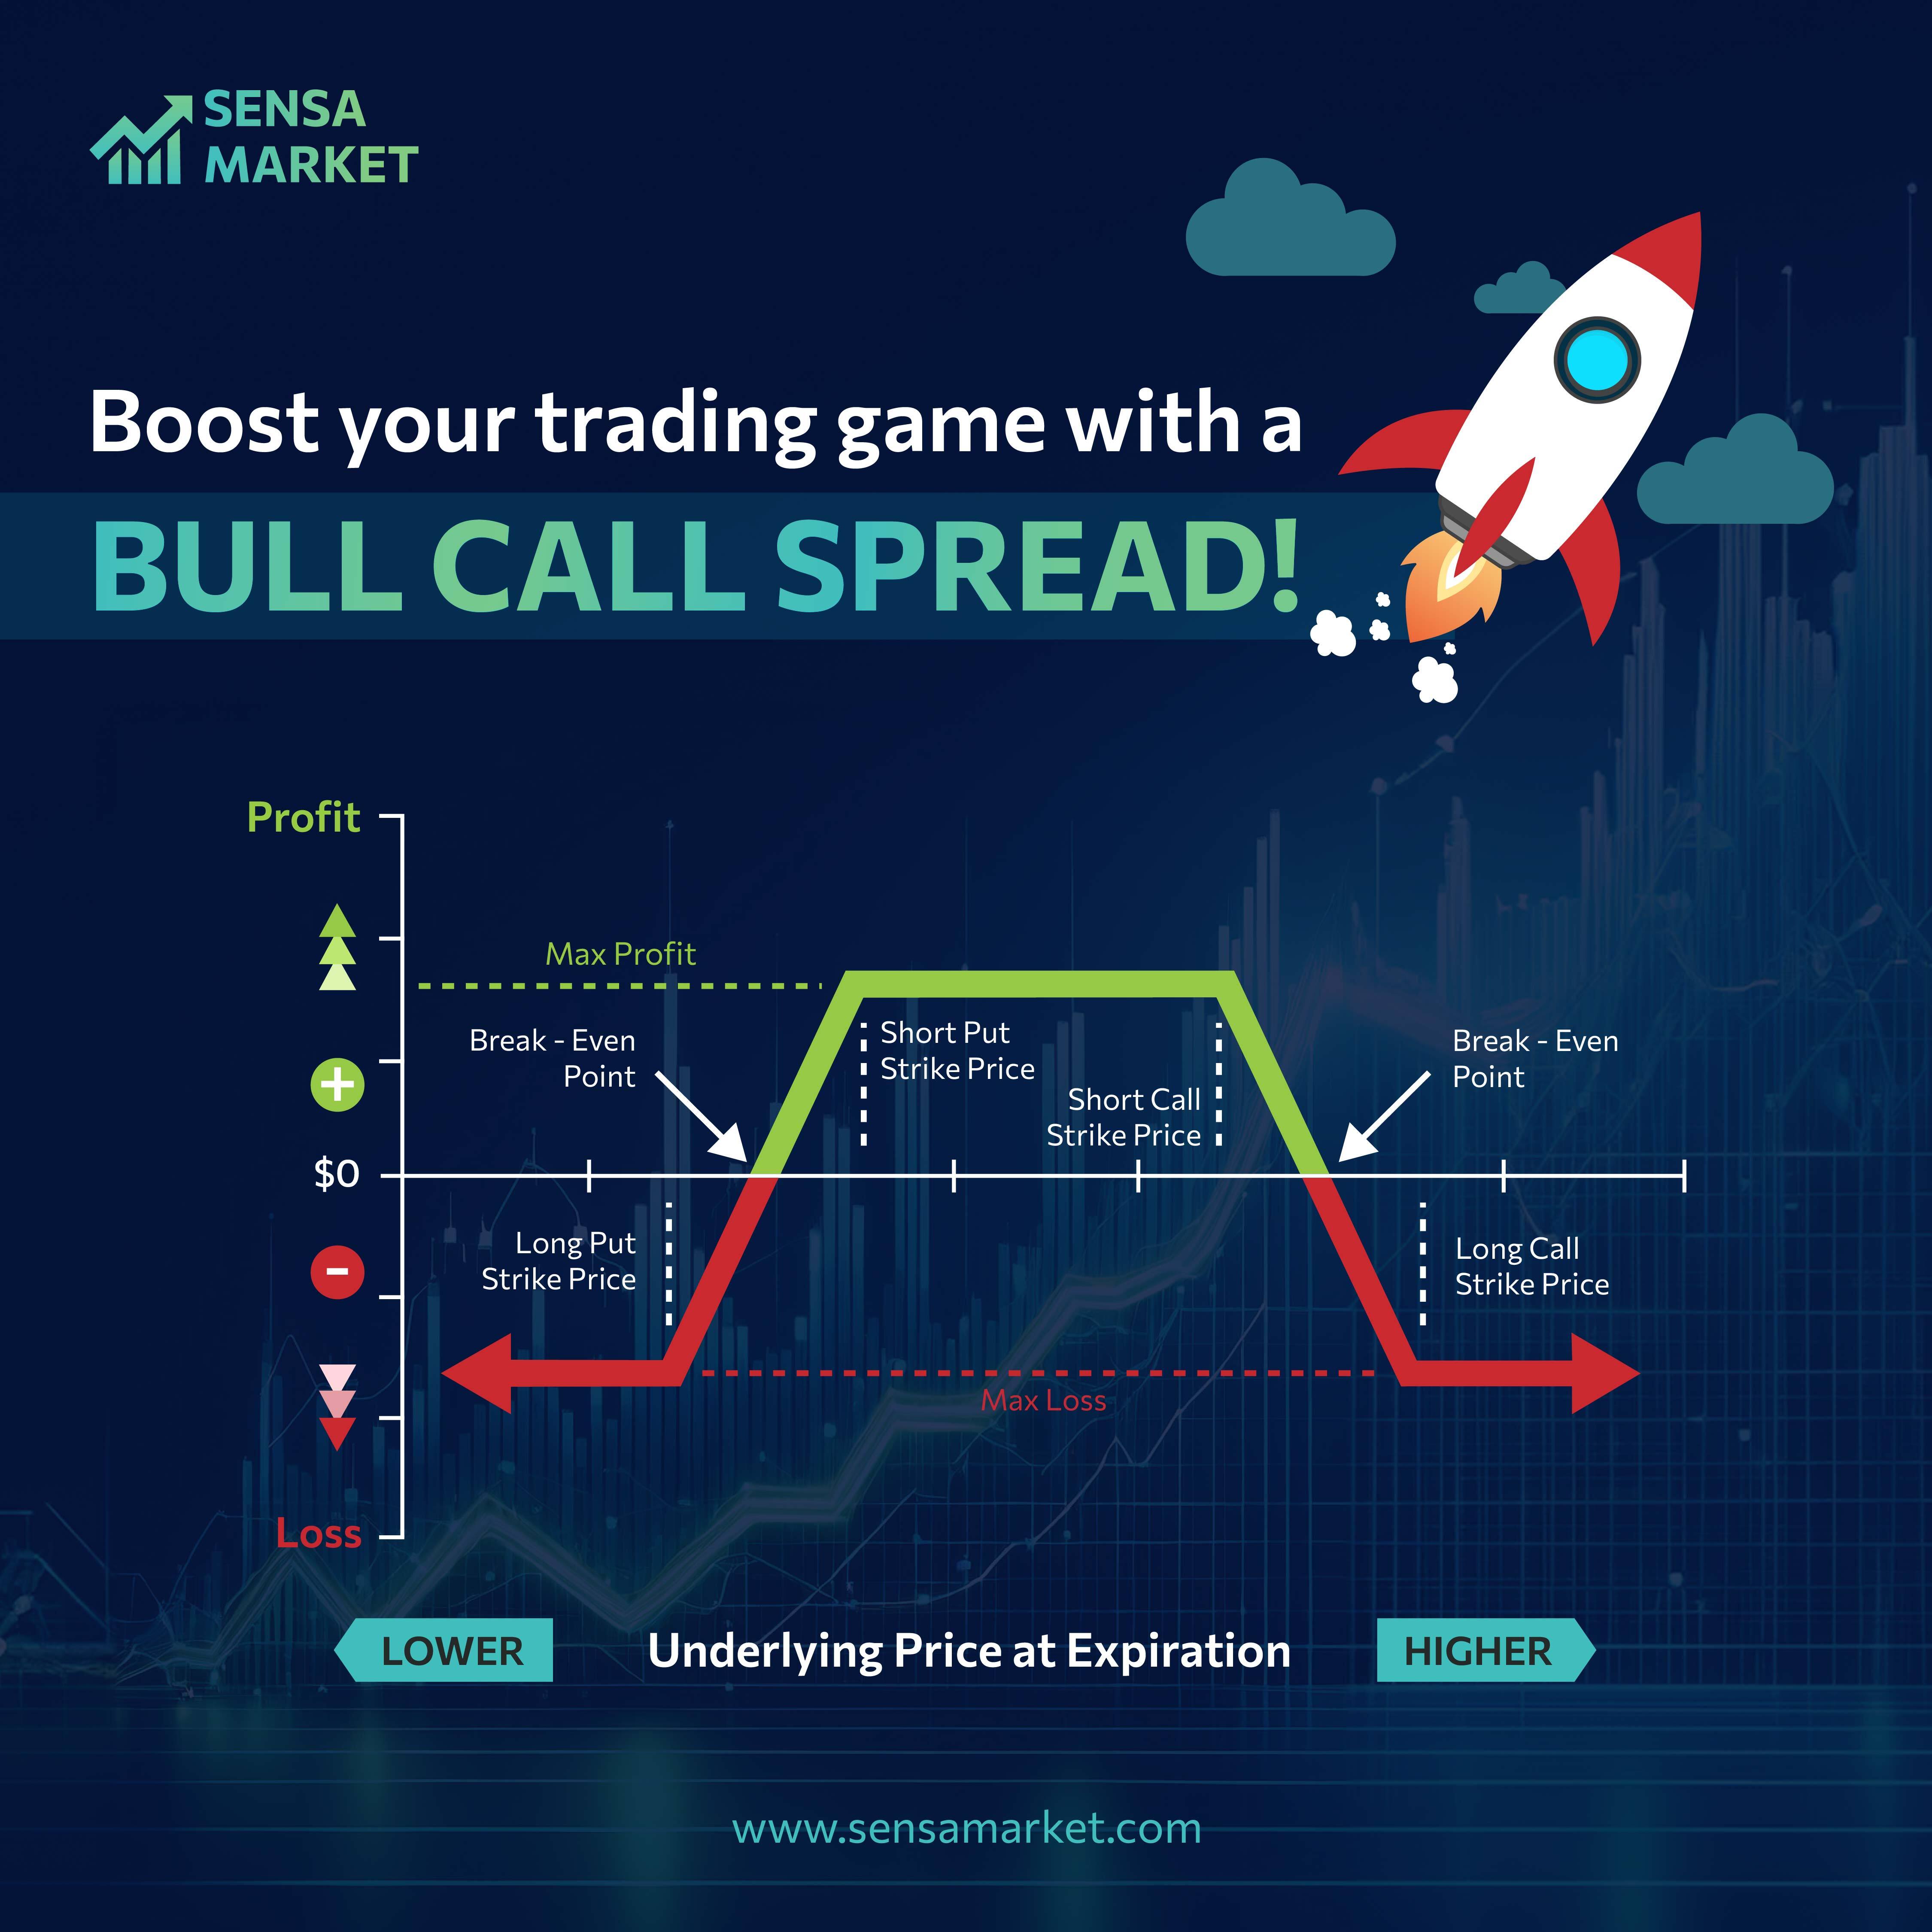 SENSA
MARKET
Boost your trading game with a
BULL CALL SPREAD!
Profit
Max Profit
Break - Even
Point
Short Put
Strike Price
Short Call
Strike Price
Break - Even
Point
+
$0
-
Long Put
Strike Price
Long Call
Strike Price
Max Loss
Loss
LOWER
Underlying Price at Expiration
HIGHER
www.sensamarket.com